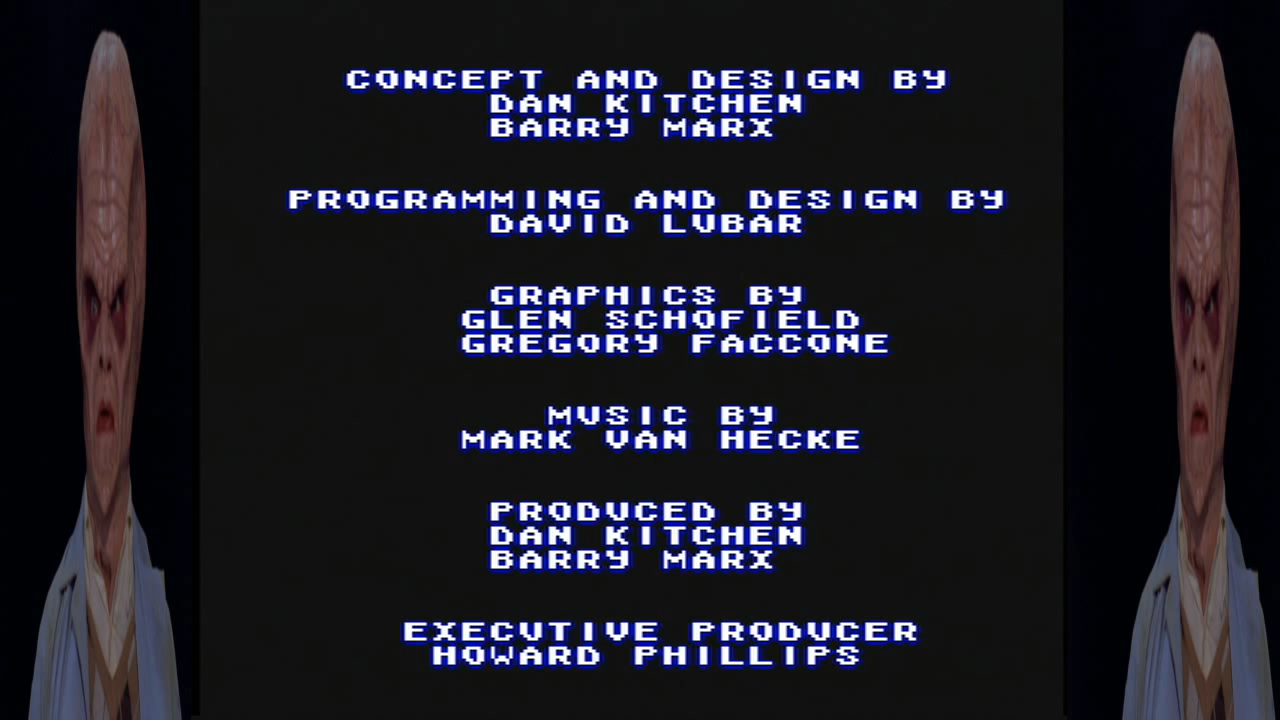 CONCEPT AND DESIGN BY
DAN KITCHEN
BARRY MARX
PROGRAMMING AND DESIGN BY
DAVID LUBAR
GRAPHICS BY
GLEN SCHOFIELD
GREGORY FACCONE
MUSIC BY
MARK VAN HECKE
PRODUCED BY
DAN KITCHEN
BARRY MARX
EXECUTIVE PRODUCER
HOWARD PHILLIPS